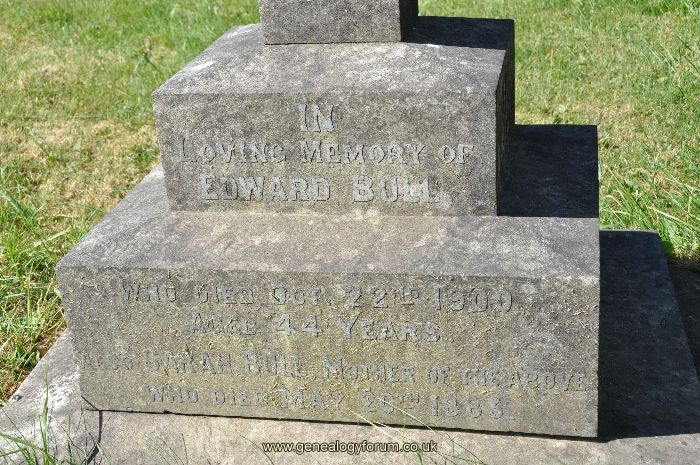 IN
LOVING MEMORY OF
EDWARD BULL,
WHO DIED OCT. 22ND 1900,
AGED 44 YEARS.
ALSO SARAH BULL, MOTHER OF THE ABOVE,
WHO DIED MAY
www.genealogyforum.co.uk